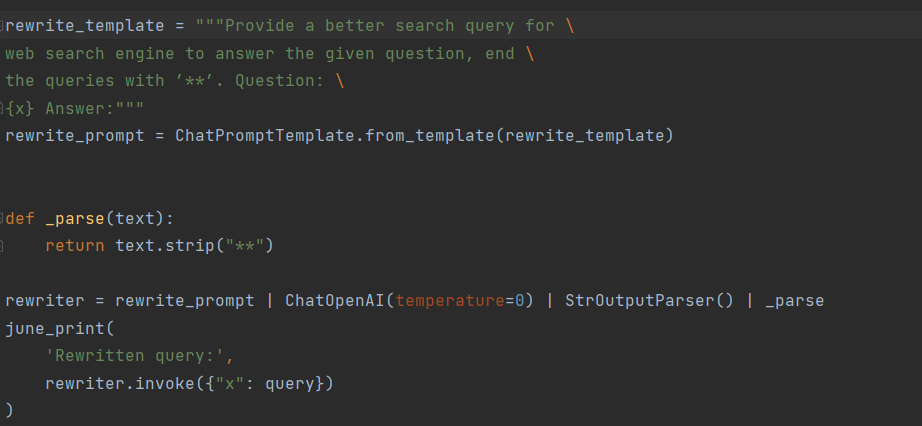 rewrite_template = """Provide a better search query for \
web search engine to answer the given question, end \
the queries with ’**’. Question: \
{x} Answer:"""
rewrite_prompt = ChatPromptTemplate.from_template(rewrite_template)
def _parse(text):
    return text.strip("**")
rewriter = rewrite_prompt | ChatOpenAI(temperature=0) | StrOutputParser() | _parse
june_print(
    'Rewritten query:',
    rewriter.invoke({"x": query})
)